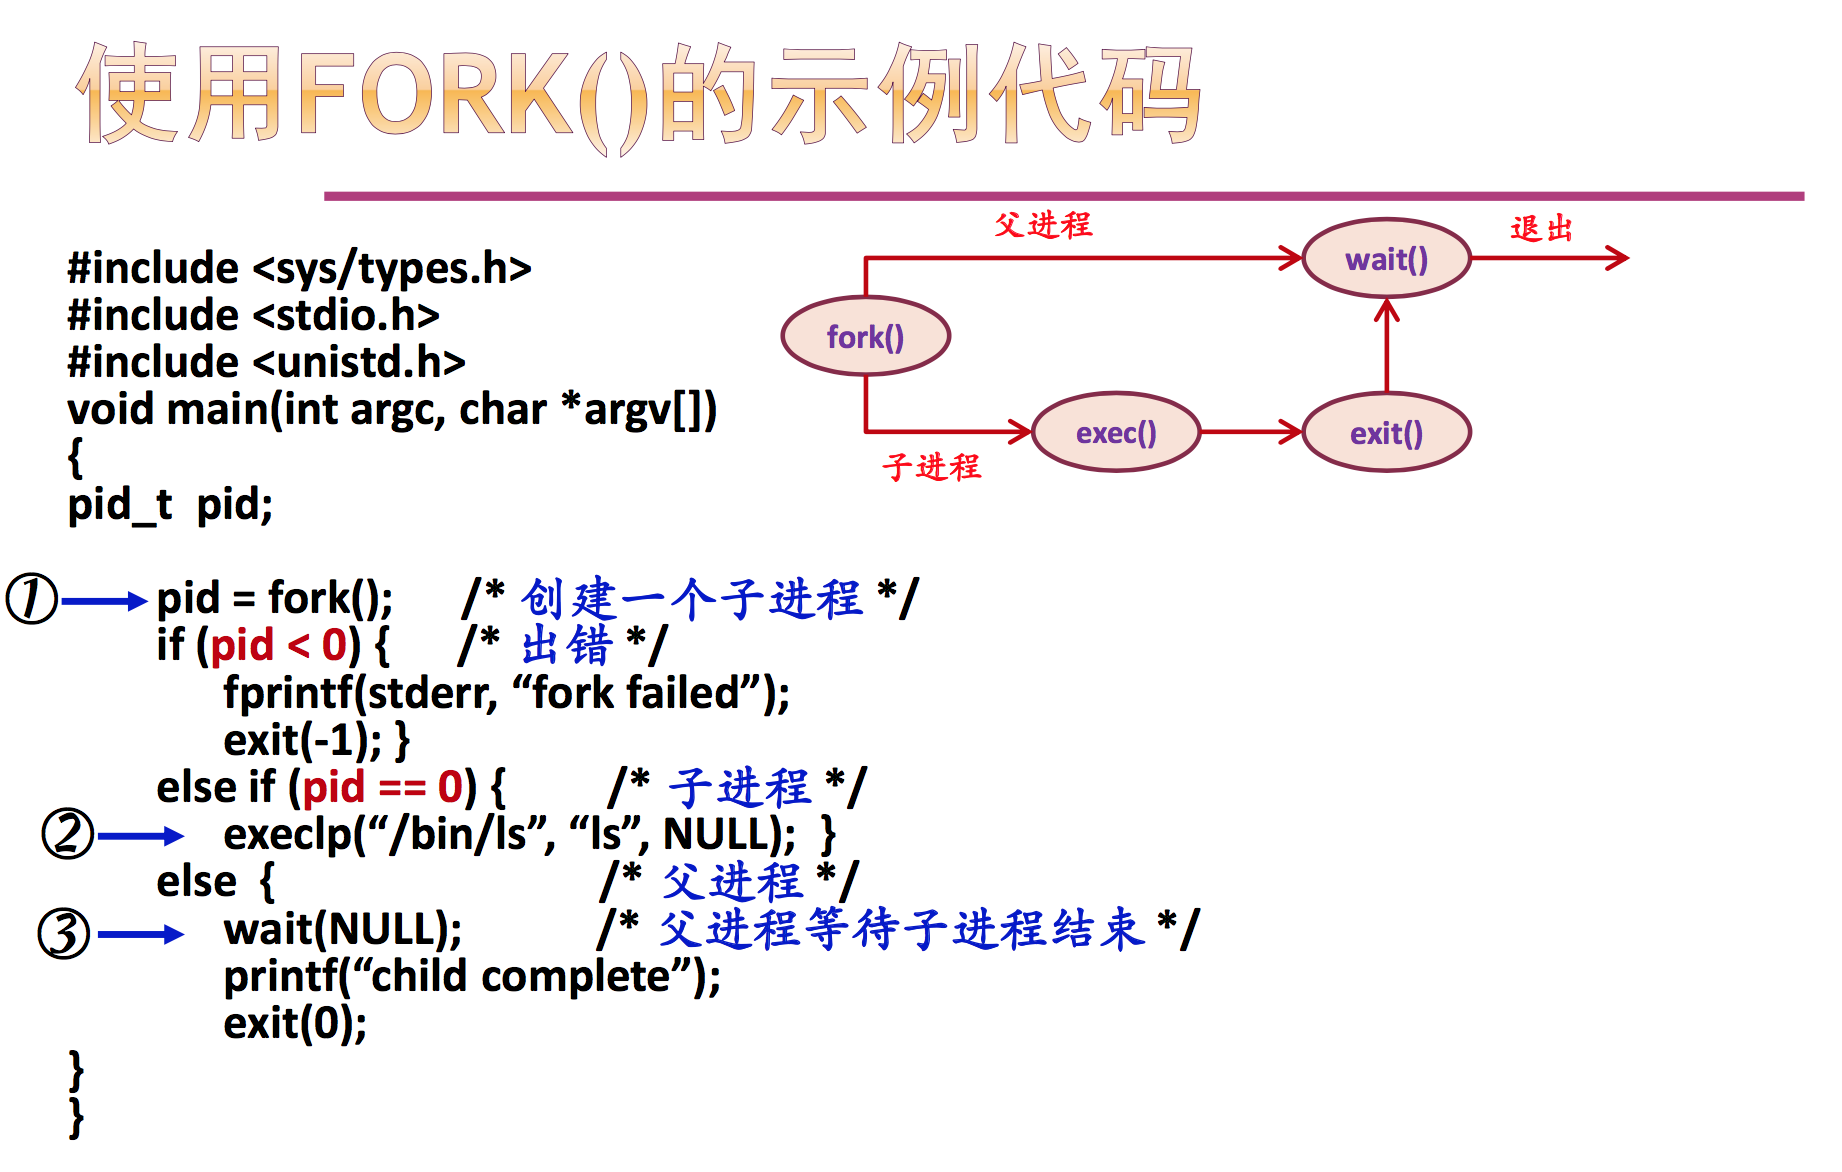 使用FORK()的示例代码
#include <sys/types.h>
#include <stdio.h>
#include <unistd.h>
void main(int argc, char *argv[])
{
pid_t pid;
① pid = fork(); /* 创建一个子进程 */
if (pid < 0) { /* 出错 */
fprintf(stderr, “fork failed”);
exit(-1); }
else if (pid == 0) { /* 子进程 */
② execlp(“/bin/ls”, “ls”, NULL); }
else { /* 父进程 */
③ wait(NULL); /* 父进程等待子进程结束 */
printf(“child complete”);
exit(0);
}
}
父进程
wait()
退出
fork()
exec()
exit()
子进程